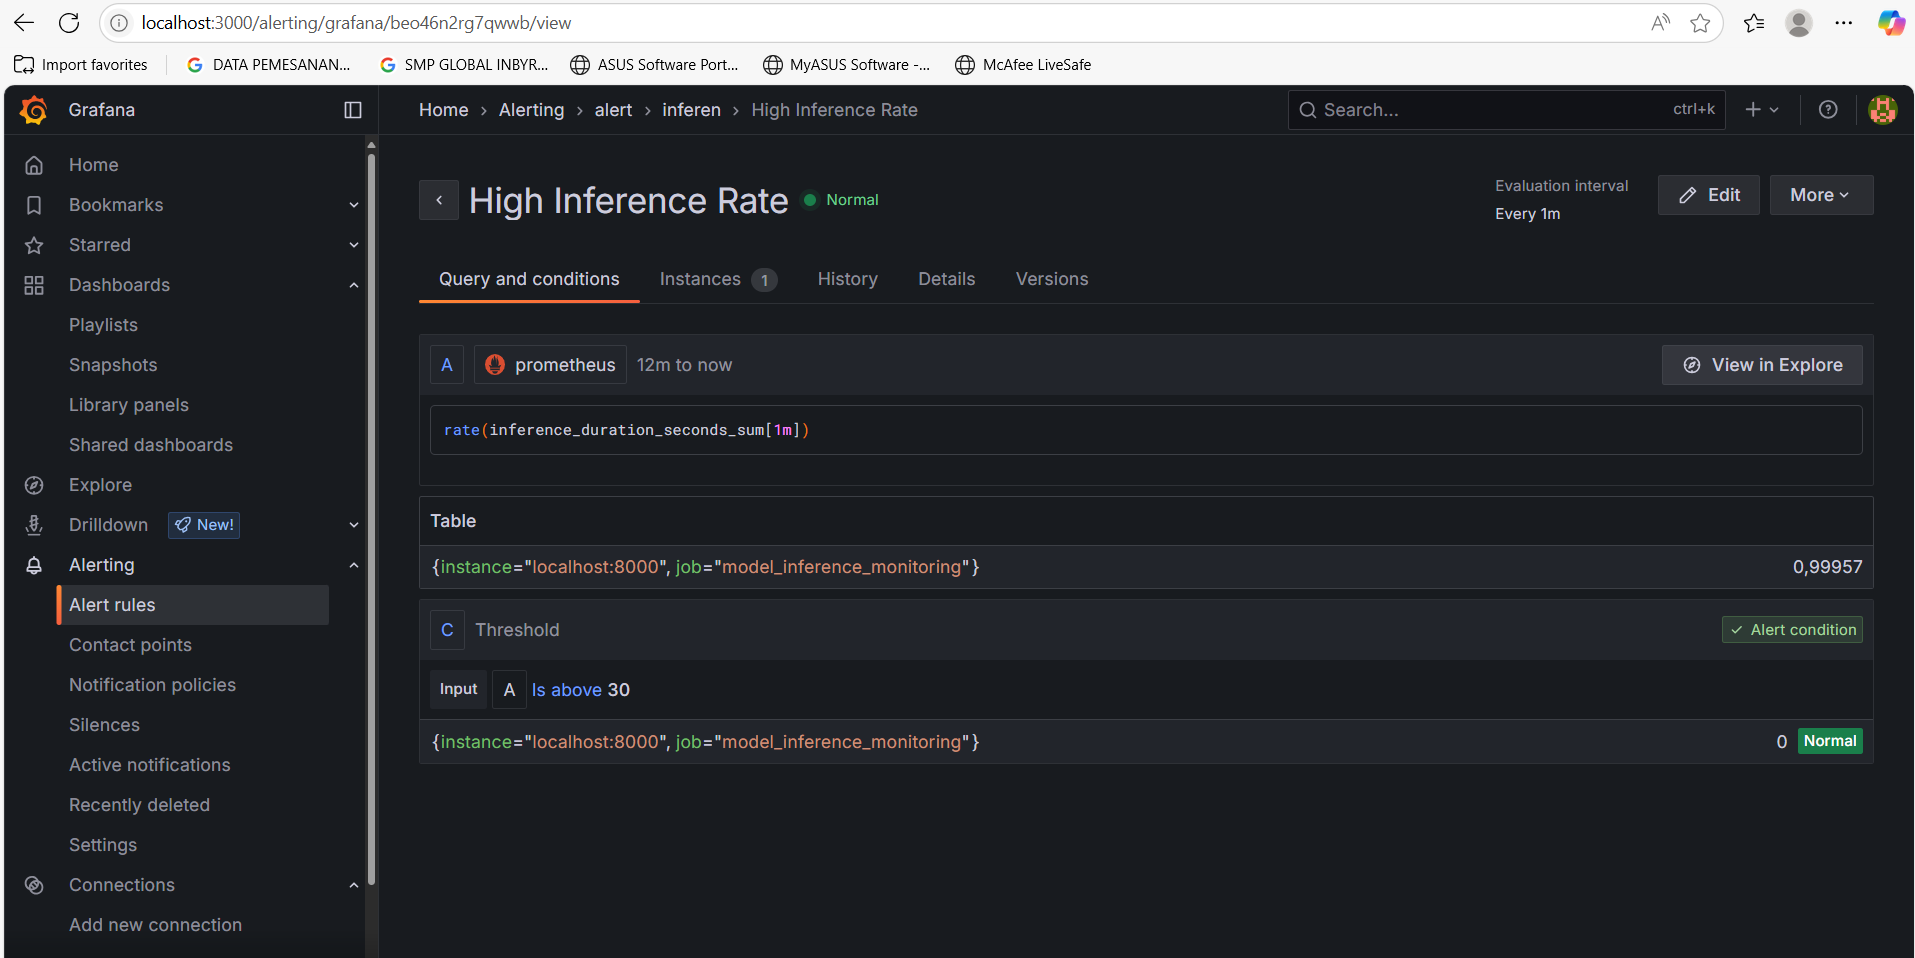 localhost:3000/alerting/grafana/beo46n2rg7qwwb/view
Import favorites
DATA PEMESANAN...
SMP GLOBAL INBYR...
ASUS Software Port...
MyASUS Software -...
McAfee LiveSafe
Grafana
Home › Alerting › alert › inferen › High Inference Rate
Search...
ctrl+k
Home
Bookmarks
Starred
Dashboards
Playlists
Snapshots
Library panels
Shared dashboards
Explore
Drilldown
New!
Alerting
Alert rules
Contact points
Notification policies
Silences
Active notifications
Recently deleted
Settings
Connections
Add new connection
High Inference Rate
Normal
Evaluation interval
Every 1m
Edit
More
Query and conditions
Instances 1
History
Details
Versions
A
prometheus
12m to now
View in Explore
rate(inference_duration_seconds_sum[1m])
Table
{instance="localhost:8000", job="model_inference_monitoring"}
0,99957
C
Threshold
Alert condition
Input A Is above 30
{instance="localhost:8000", job="model_inference_monitoring"}
0 Normal